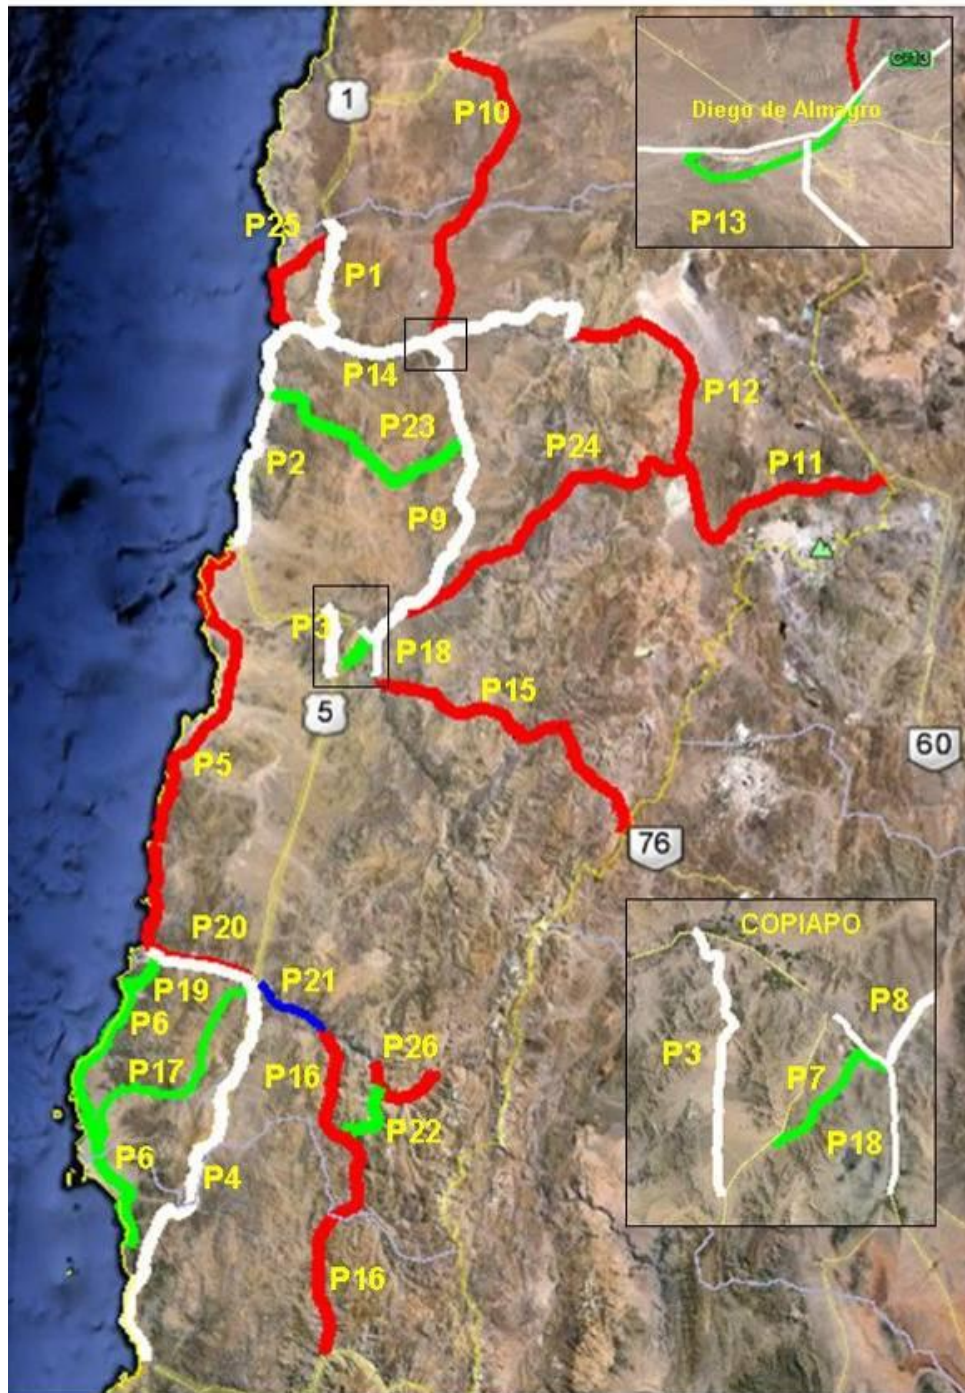 1
P10
C-13
Diego de Almagro
P13
P25
P1
P14
P12
P23
P24
P2
P11
P9
P3
P18
P15
5
P5
60
76
P20
COPIAPO
P21
P19
P8
P6
P3
P26
P17
P16
P7
P22
P18
P6
P4
P16